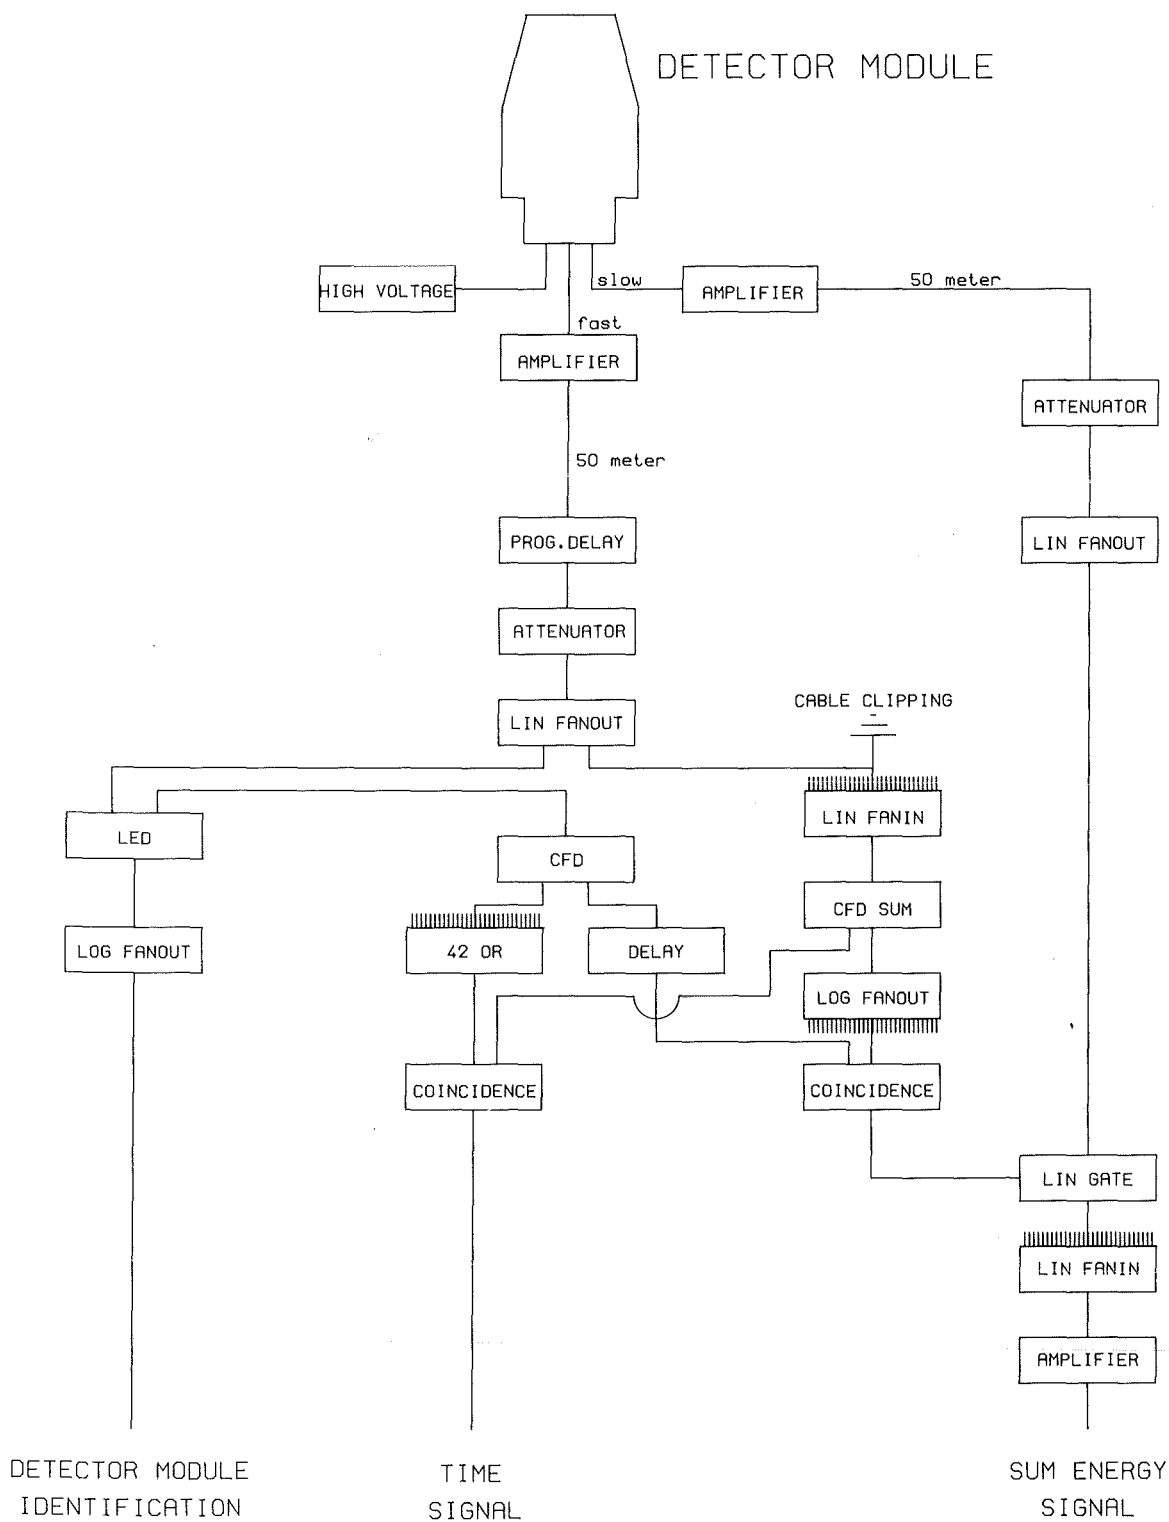 DETECTOR MODULE
HIGH VOLTAGE
slow
AMPLIFIER
50 meter
fast
AMPLIFIER
ATTENUATOR
50 meter
PROG.DELAY
LIN FANOUT
ATTENUATOR
CABLE CLIPPING
LIN FANOUT
LIN FANIN
LED
CFD
CFD SUM
LOG FANOUT
42 OR
DELAY
LOG FANOUT
COINCIDENCE
COINCIDENCE
LIN GATE
LIN FANIN
AMPLIFIER
DETECTOR MODULE
IDENTIFICATION
TIME
SIGNAL
SUM ENERGY
SIGNAL